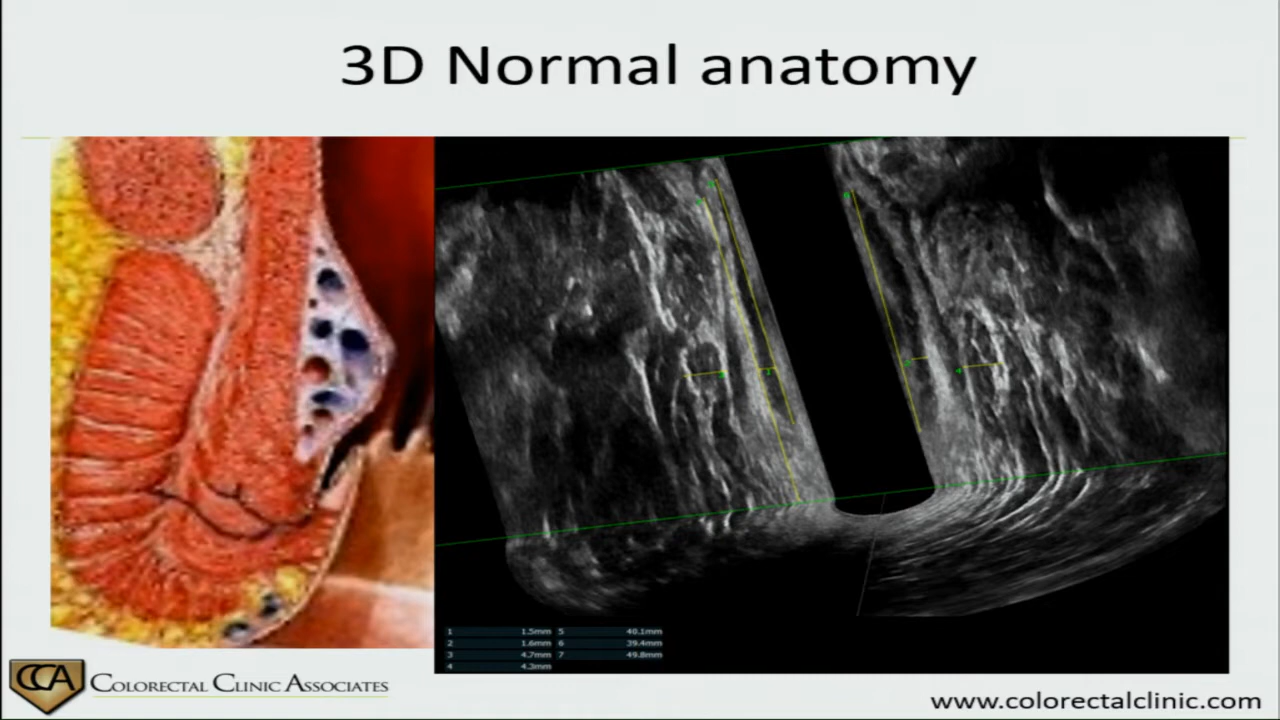 3D Normal anatomy
1 1.5mm 5 40.1mm
2 1.6mm 6 39.4mm
3 4.7mm 7 49.8mm
4 4.3mm
CCA COLORECTAL CLINIC ASSOCIATES
www.colorectalclinic.com